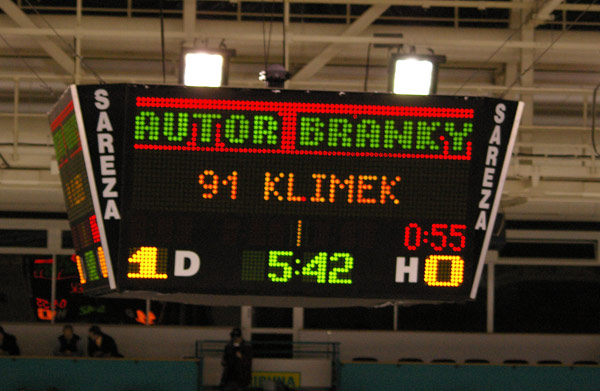 SAREZA
AUTOR BRANKY
91 KLIMEK
0:55
1 D 5:42 H 0
SAREZA